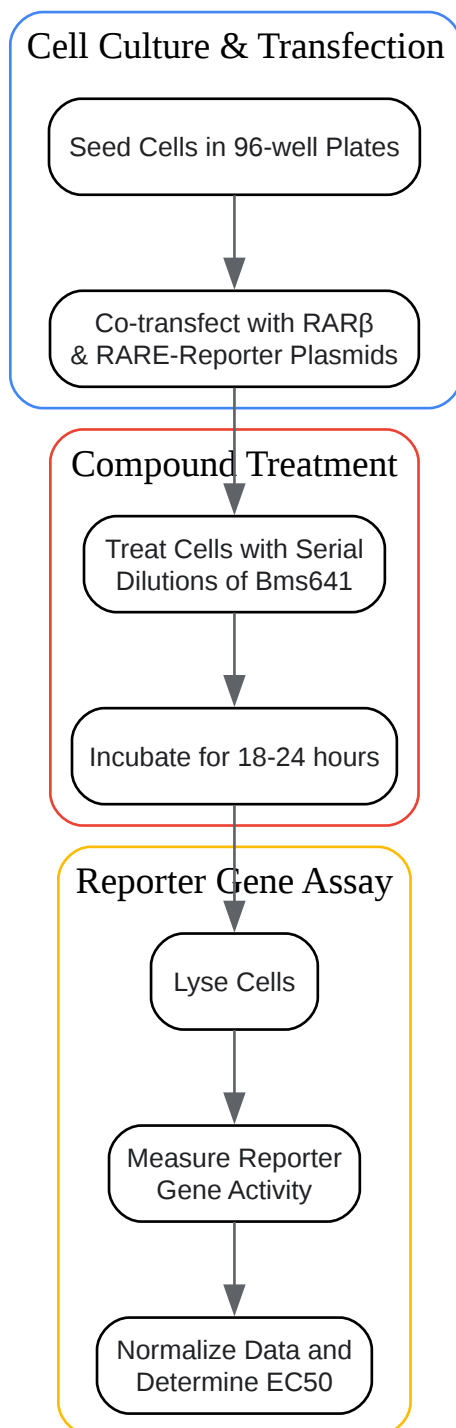 Cell Culture & Transfection
Seed Cells in 96-well Plates
Co-transfect with RARβ
& RARE-Reporter Plasmids
Compound Treatment
Treat Cells with Serial
Dilutions of Bms641
Incubate for 18-24 hours
Reporter Gene Assay
Lyse Cells
Measure Reporter
Gene Activity
Normalize Data and
Determine EC50